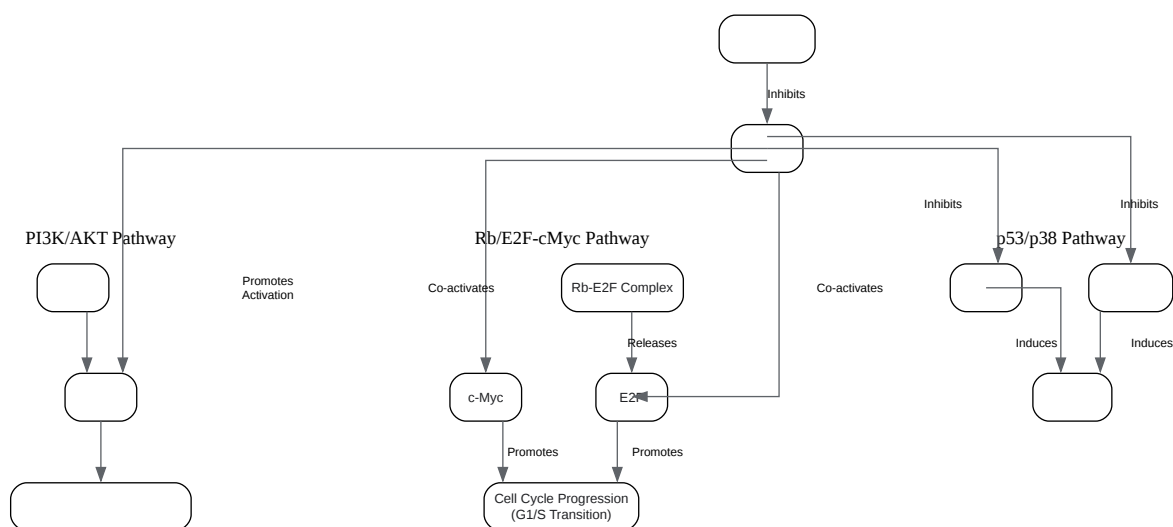 Inhibits
Inhibits
Inhibits
PI3K/AKT Pathway
Rb/E2F-cMyc Pathway
p53/p38 Pathway
Promotes
Activation
Co-activates
Rb-E2F Complex
Co-activates
Releases
Induces
Induces
c-Myc
E2F
Promotes
Promotes
Cell Cycle Progression
(G1/S Transition)